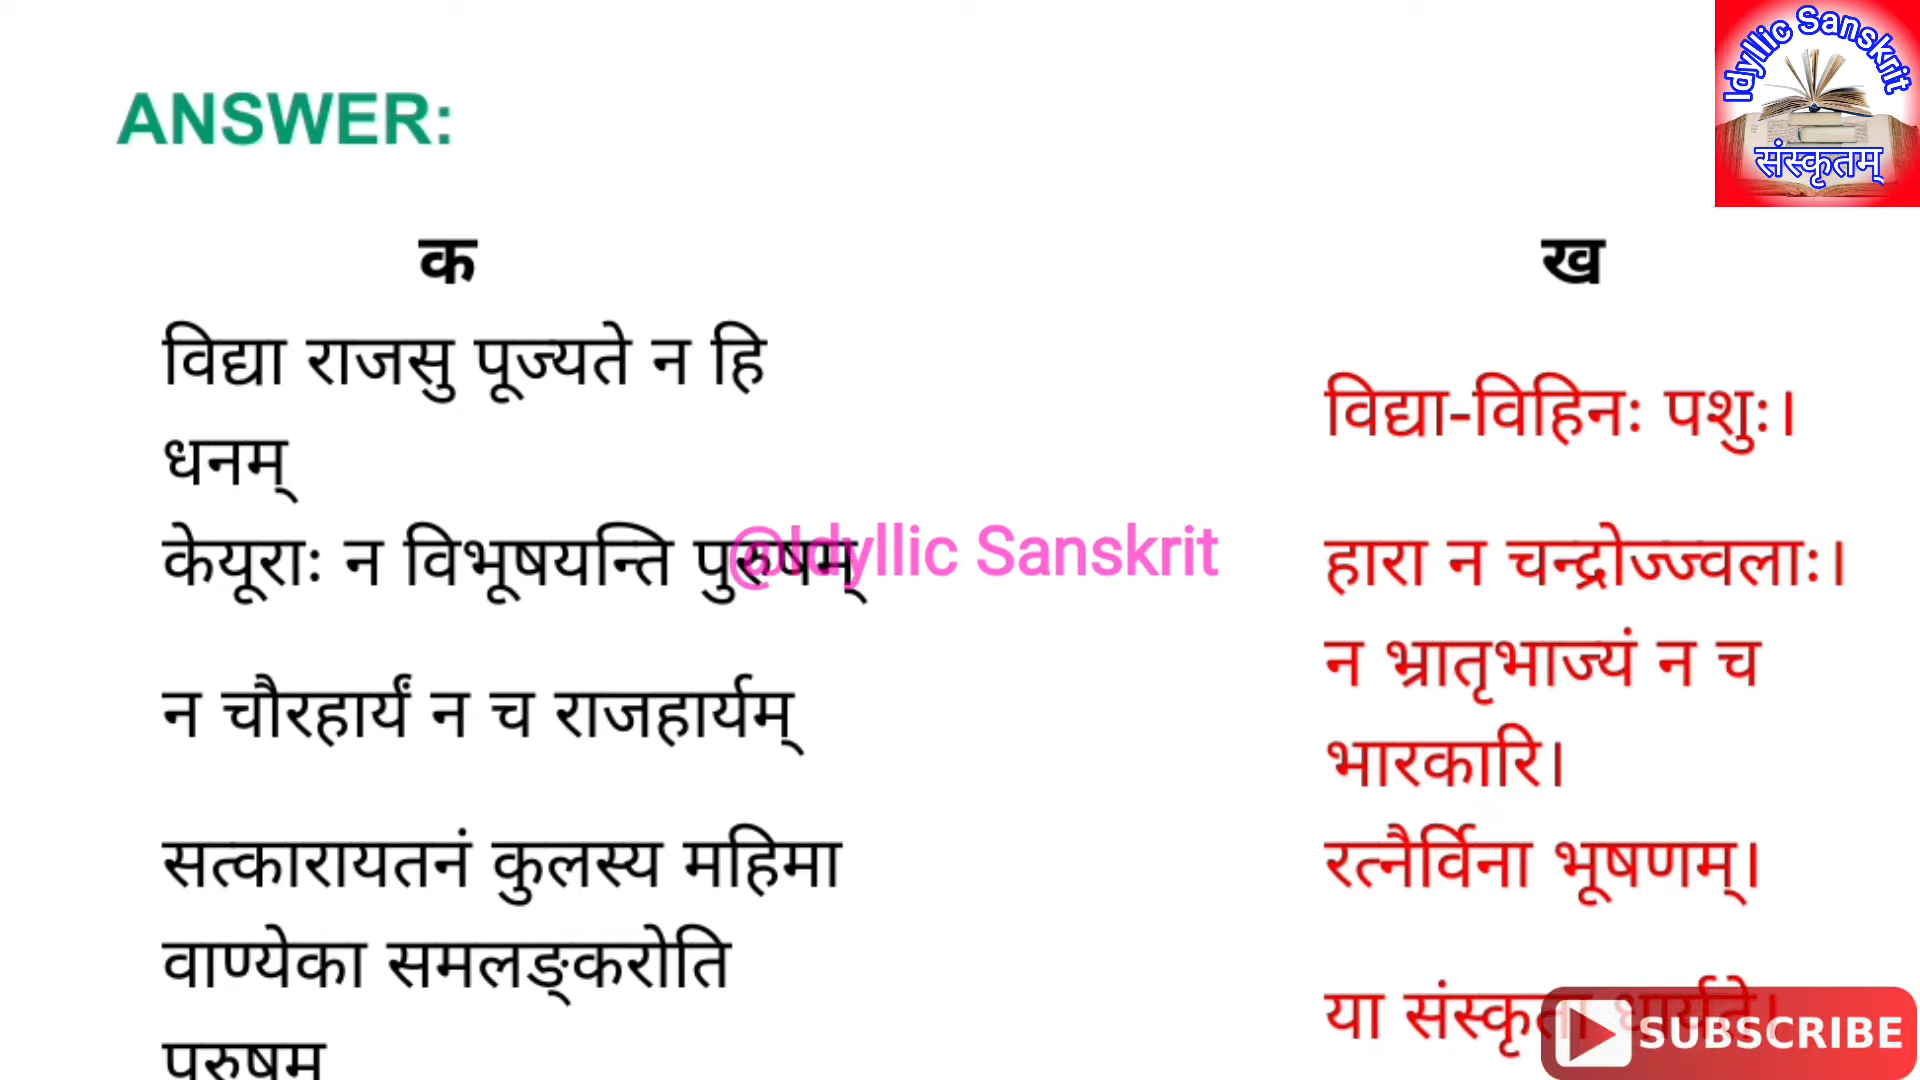 Idyllic Sanskrit
संस्कृतम्
ANSWER:
क
ख
विद्या राजसु पूज्यते न हि
धनम्
विद्या-विहिनः पशुः।
केयूराः न विभूषयन्ति पुरुषम्
@Idyllic Sanskrit
हारा न चन्द्रोज्ज्वलाः।
न चौरहार्यं न च राजहार्यम्
न भ्रातृभाज्यं न च
भारकारि।
सत्कारायतनं कुलस्य महिमा
रत्नैर्विना भूषणम्।
वाण्येका समलङ्करोति
पुरुषम्
या संस्कृता धार्यते।
SUBSCRIBE